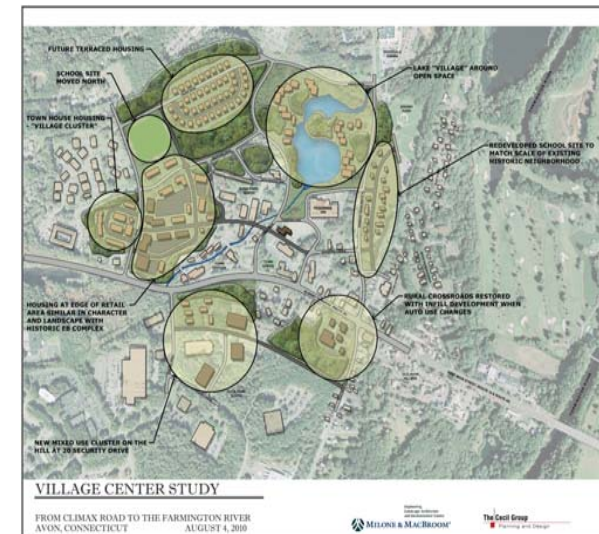 FUTURE TERRACED HOUSING
SCHOOL SITE
MOVED NORTH
TOWN HOUSE HOUSING
- "VILLAGE CLUSTER"
LAKE "VILLAGE" AROUND
OPEN SPACE
REDEVELOPED SCHOOL SITE TO
MATCH SCALE OF EXISTING
HISTORIC NEIGHBORHOOD
HOUSING AT EDGE OF RETAIL
AREA SIMILAR IN CHARACTER
AND LANDSCAPE WITH
HISTORIC EB COMPLEX
RURAL CROSSROADS RESTORED
WITH INFILL DEVELOPMENT WHEN
AUTO USE CHANGES
NEW MIXED USE CLUSTER ON THE
HILL AT 20 SECURITY DRIVE
VILLAGE CENTER STUDY
FROM CLIMAX ROAD TO THE FARMINGTON RIVER
AVON, CONNECTICUT AUGUST 4, 2010
MILONE & MACBROOM
The Cecil Group
Planning and Design